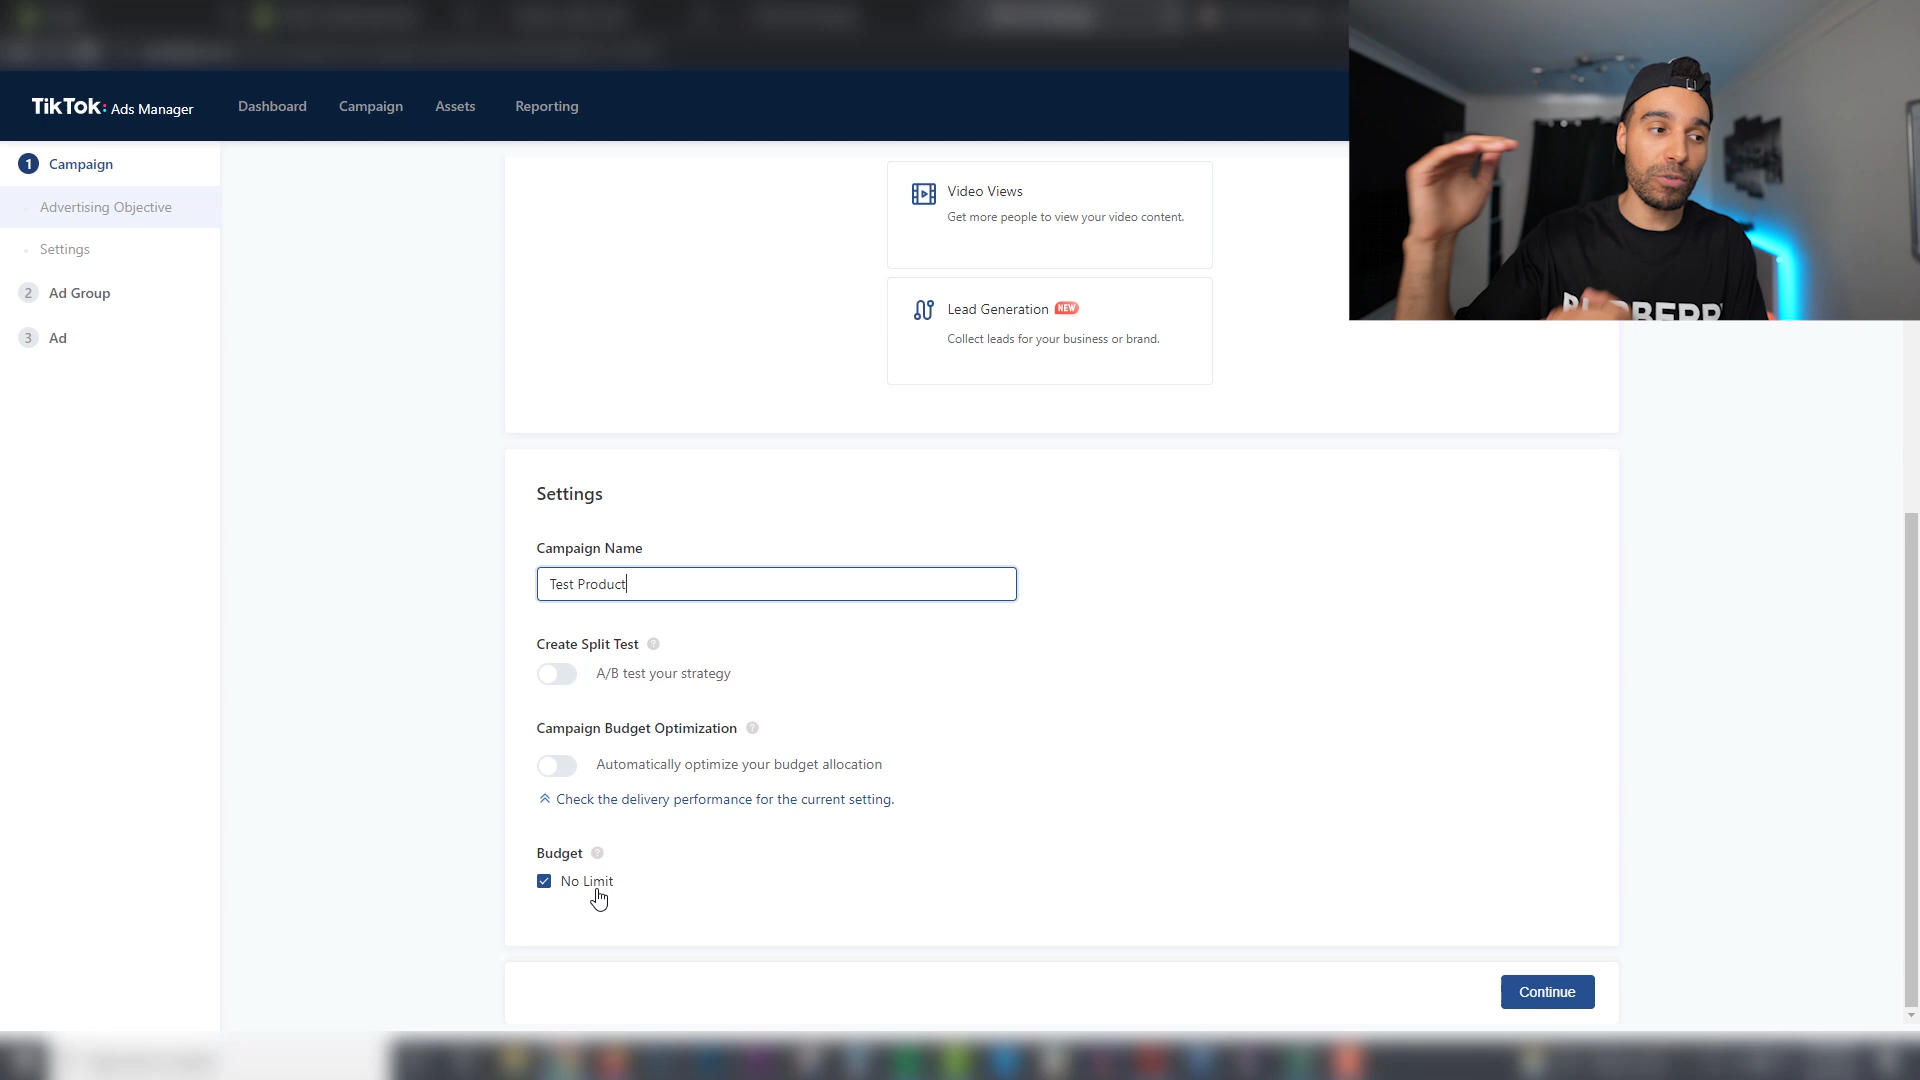 TikTok: Ads Manager
Dashboard
Campaign
Assets
Reporting
1 Campaign
Advertising Objective
Settings
2 Ad Group
3 Ad
Video Views
Get more people to view your video content.
Lead Generation NEW
Collect leads for your business or brand.
Settings
Campaign Name
Test Product
Create Split Test ?
A/B test your strategy
Campaign Budget Optimization ?
Automatically optimize your budget allocation
Check the delivery performance for the current setting.
Budget ?
No Limit
Continue